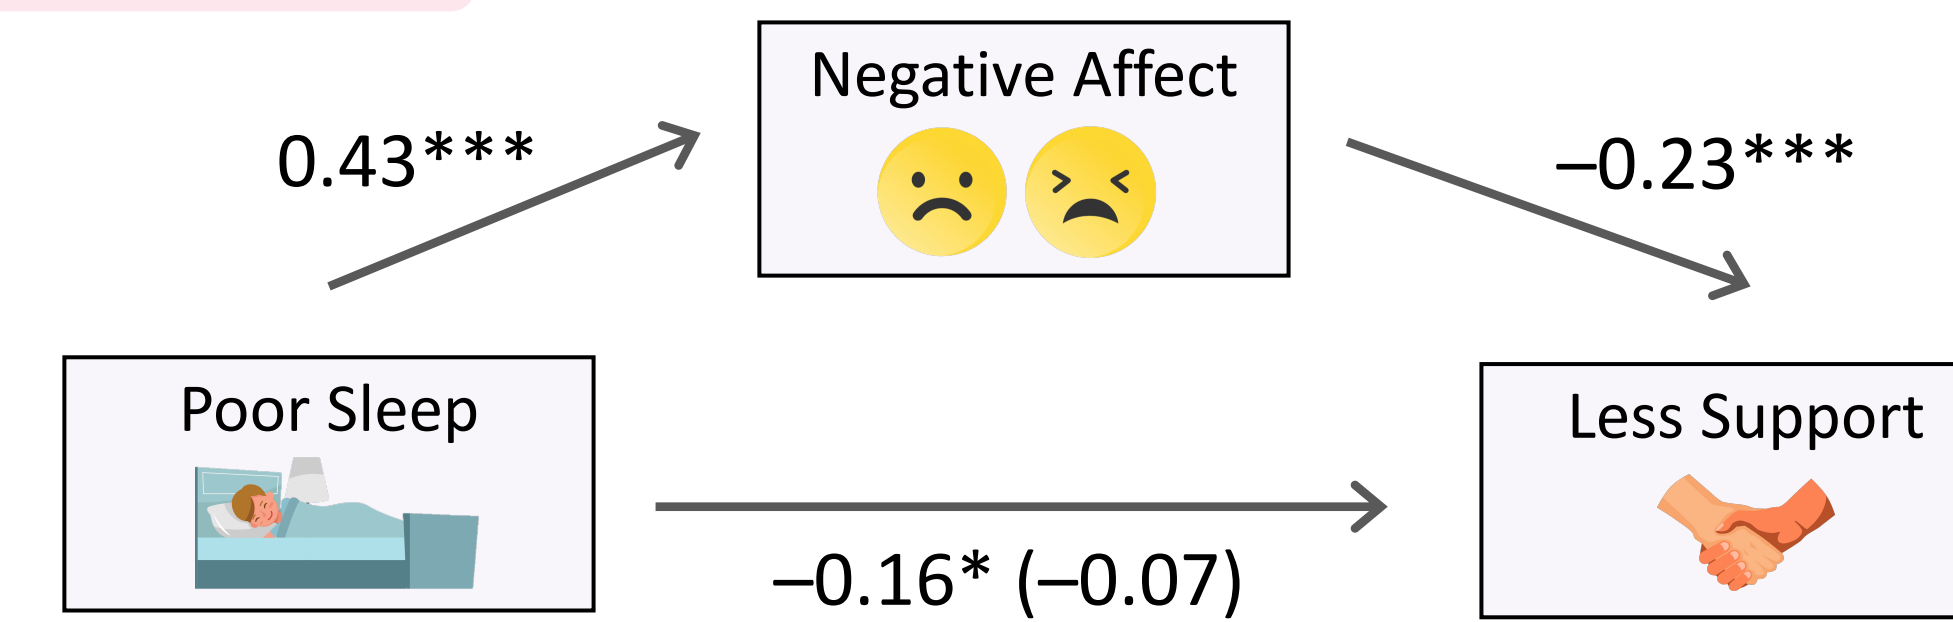 Negative Affect
0.43***
–0.23***
Poor Sleep
Less Support
–0.16* (–0.07)